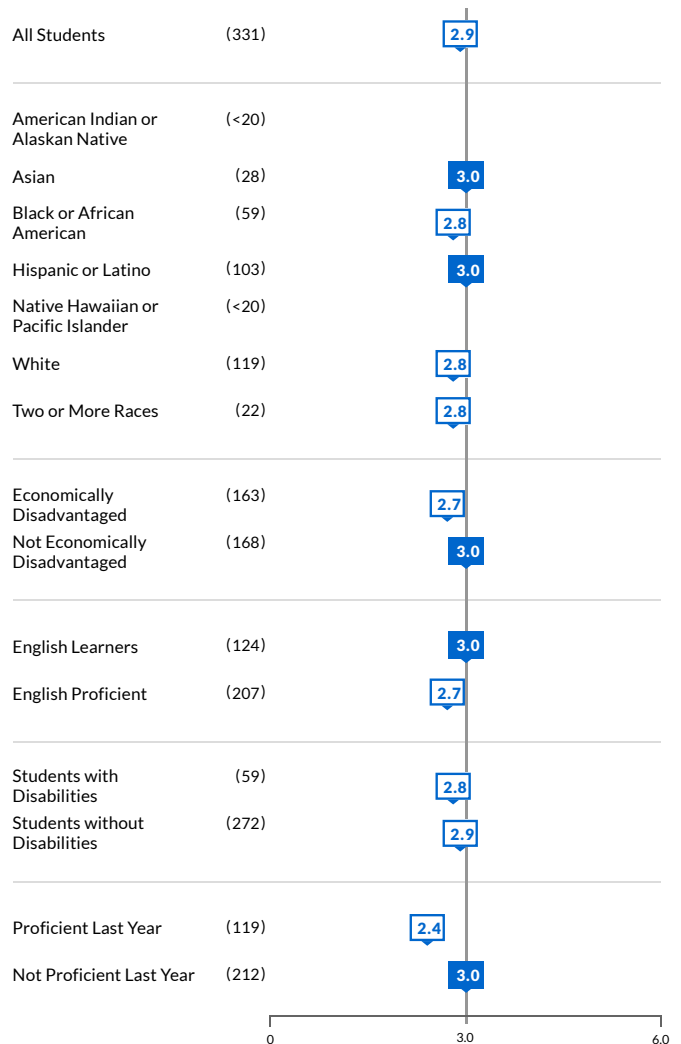 All Students (331) 2.9
American Indian or (<20)
Alaskan Native
Asian (28) 3.0
Black or African (59) 2.8
American
Hispanic or Latino (103) 3.0
Native Hawaiian or (<20)
Pacific Islander
White (119) 2.8
Two or More Races (22) 2.8
Economically (163) 2.7
Disadvantaged
Not Economically (168) 3.0
Disadvantaged
English Learners (124) 3.0
English Proficient (207) 2.7
Students with (59) 2.8
Disabilities
Students without (272) 2.9
Disabilities
Proficient Last Year (119) 2.4
Not Proficient Last Year (212) 3.0
0 3.0 6.0